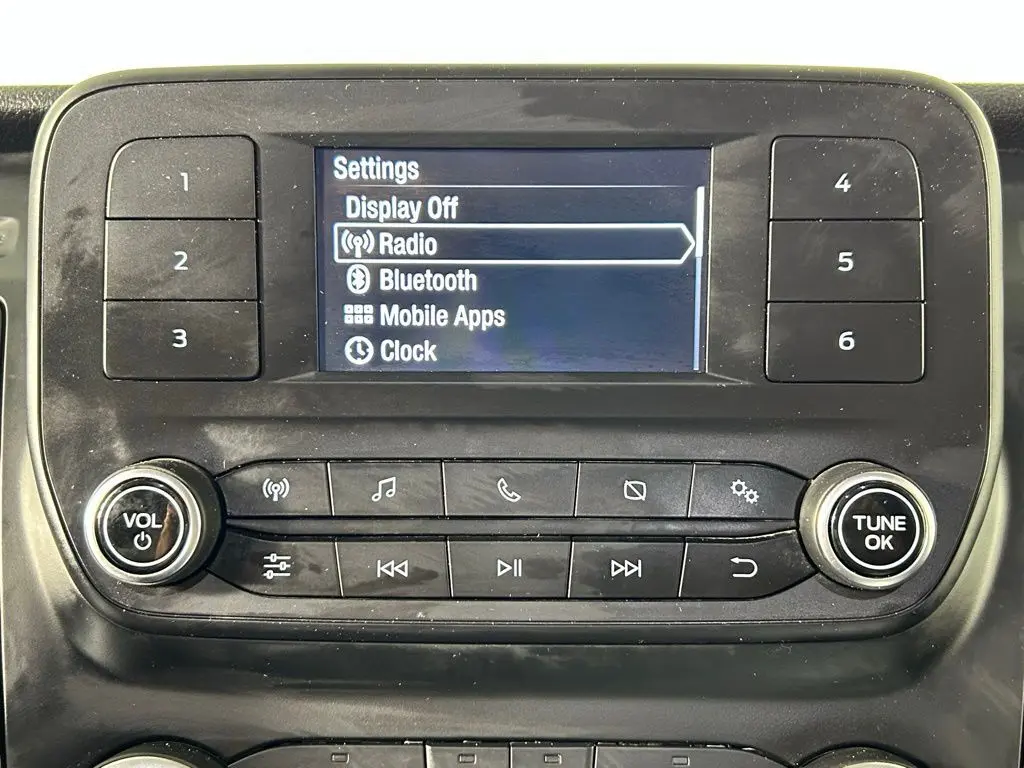 Settings
Display Off
Radio
Bluetooth
Mobile Apps
Clock
1
2
3
4
5
6
VOL
TUNE
OK